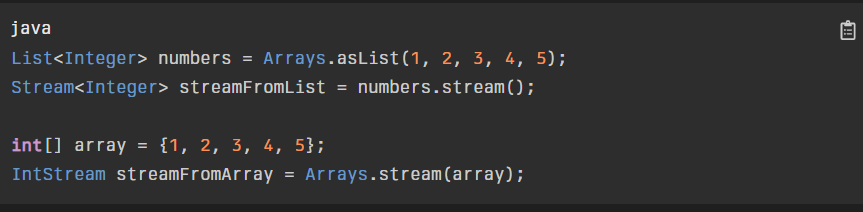 java
List<Integer> numbers = Arrays.asList(1, 2, 3, 4, 5);
Stream<Integer> streamFromList = numbers.stream();
int[] array = {1, 2, 3, 4, 5};
IntStream streamFromArray = Arrays.stream(array);